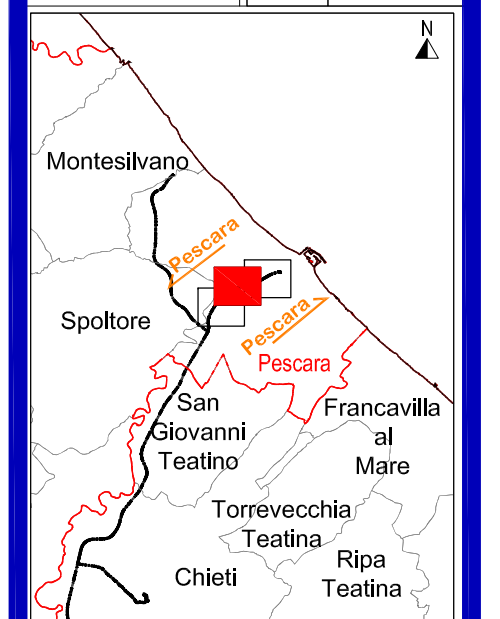 N
Montesilvano
Pescara
Spoltore
Pescara
Pescara
San
Giovanni
Teatino
Francavilla
al
Mare
Torrevecchia
Teatina
Chieti
Ripa
Teatina